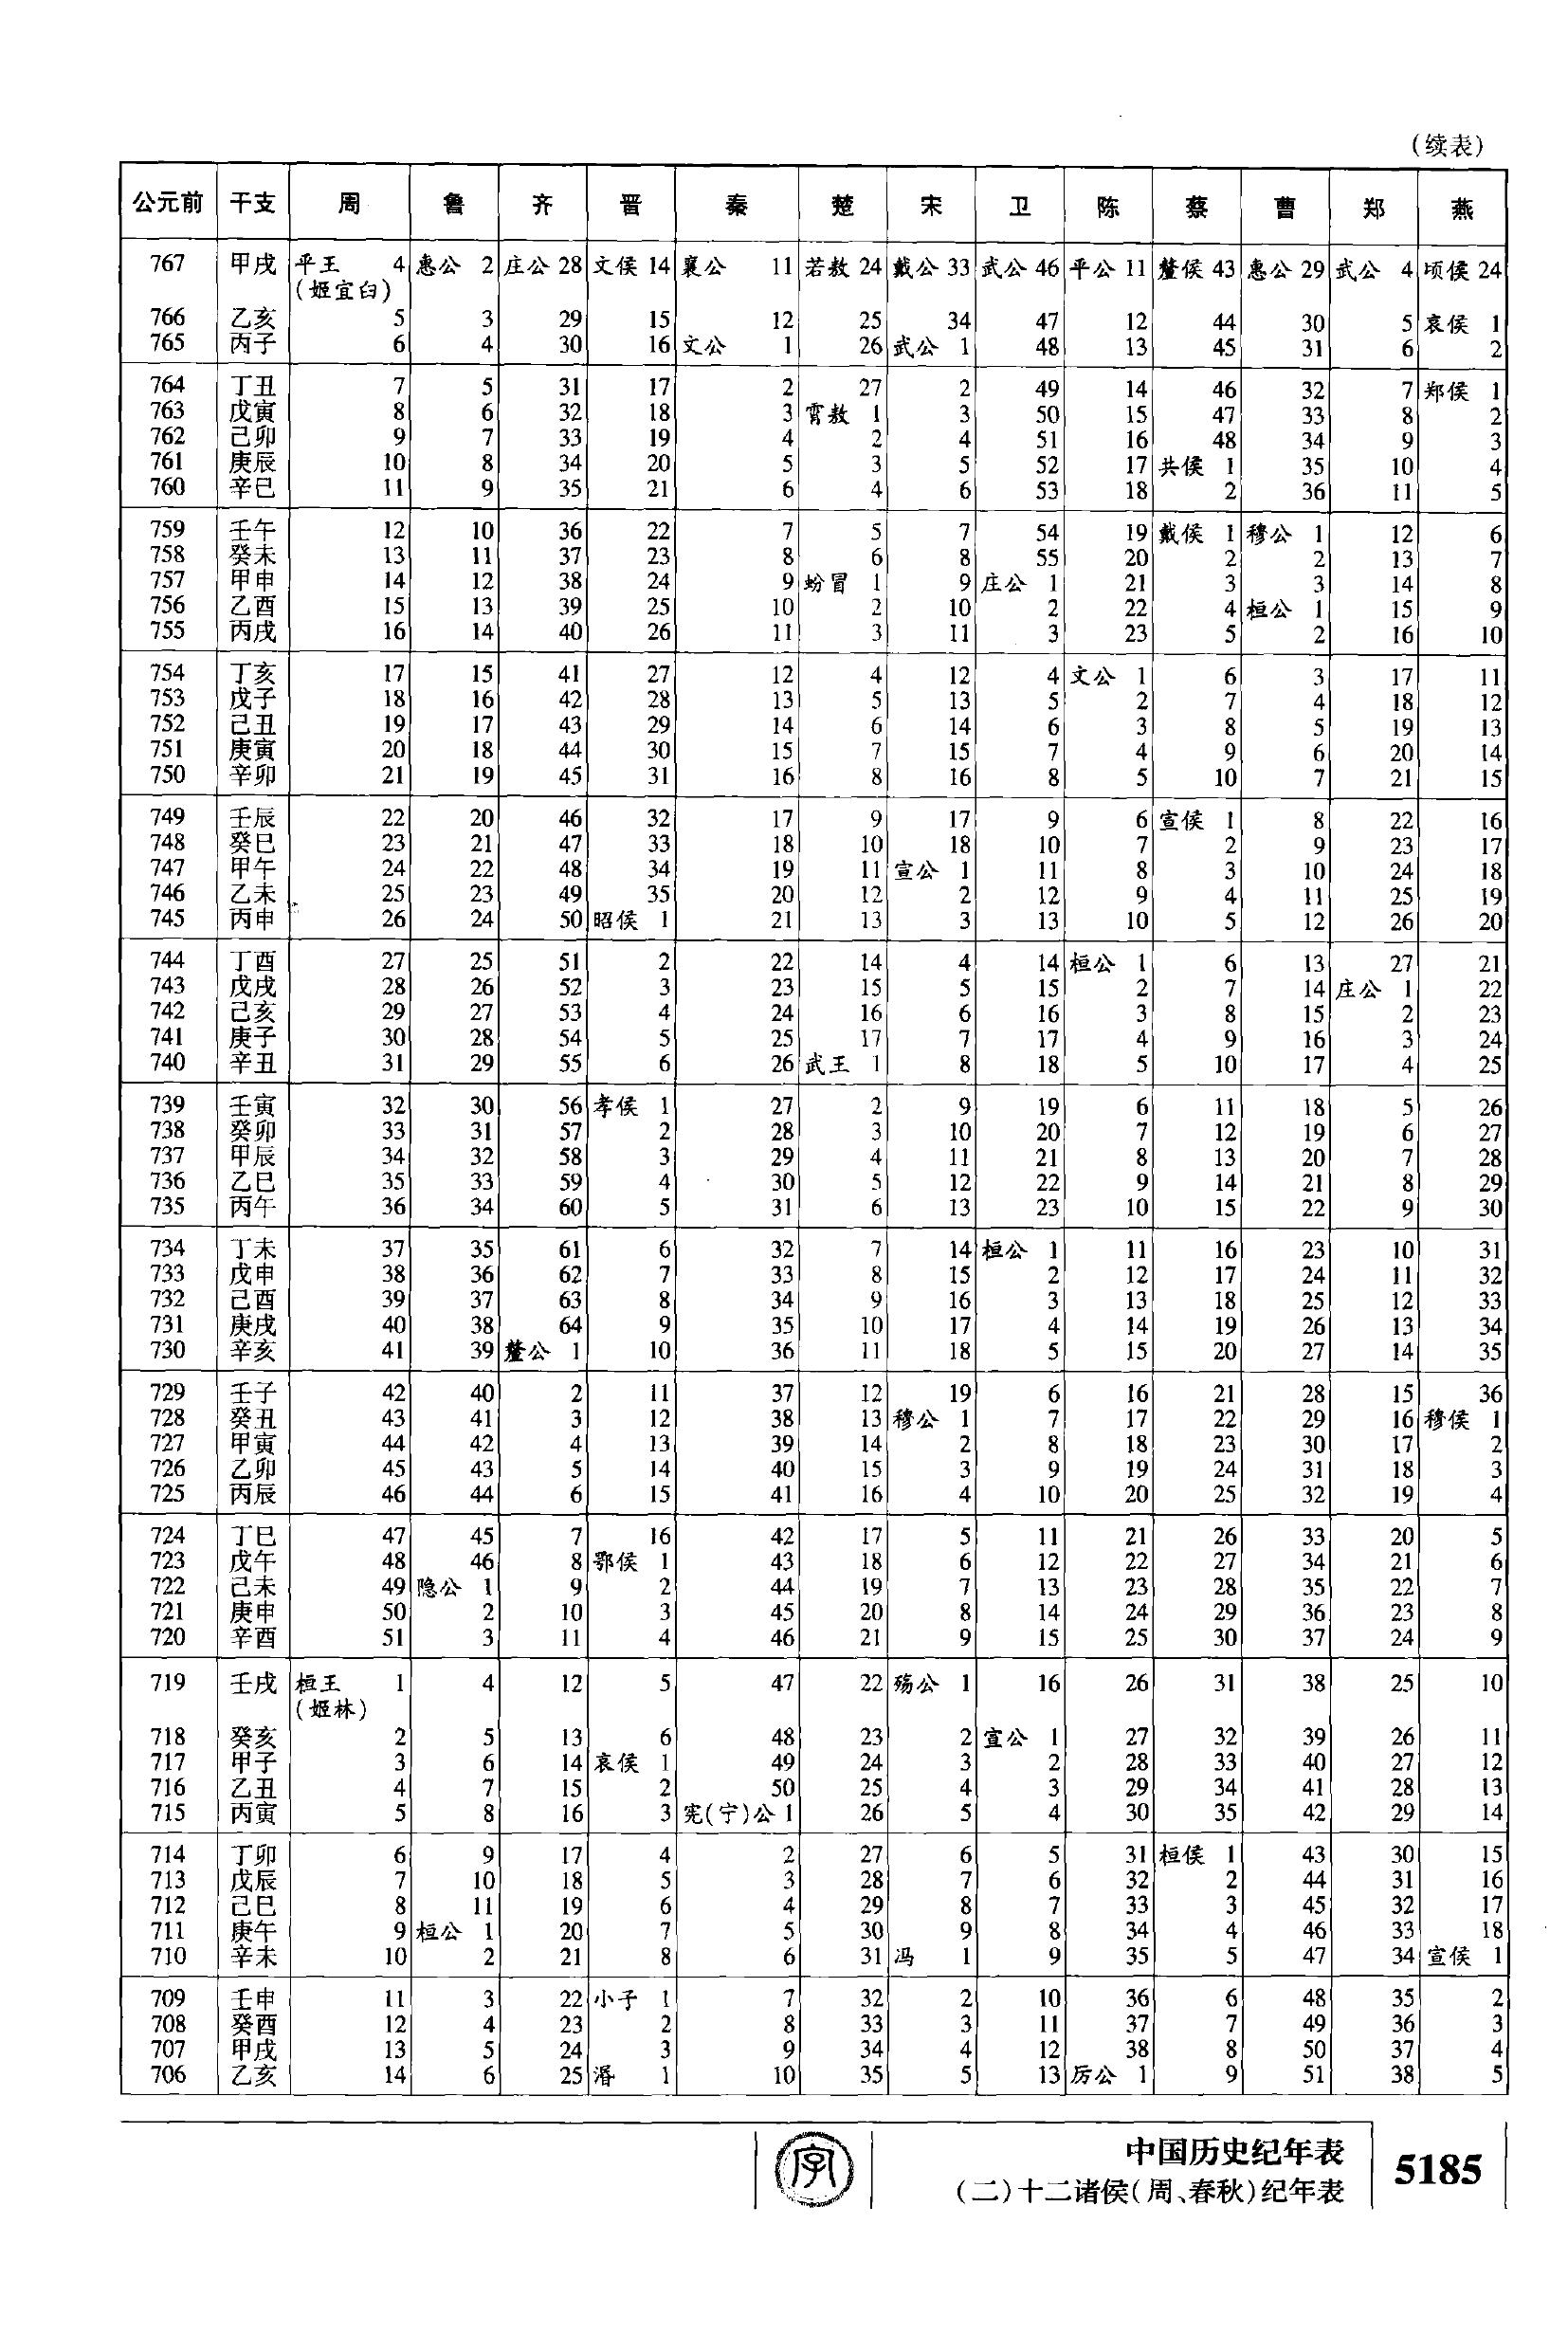 (续表)
公元前 干支 周 鲁 齐 晋 秦 楚 宋 卫 陈 蔡 曹 郑 燕
767 甲戌 平王 4 惠公 2 庄公 28 文侯 14 襄公 11 若敖 24 戴公 33 武公 46 平公 11 釐侯 43 惠公 29 武公 4 顷侯 24
(姬宜臼)
766 乙亥 5 3 29 15 12 25 34 47 12 44 30 5 哀侯 1
765 丙子 6 4 30 16 文公 1 26 武公 1 48 13 45 31 6 2
764 丁丑 7 5 31 17 2 27 2 49 14 46 32 7 郑侯 1
763 戊寅 8 6 32 18 3 霄敖 1 3 50 15 47 33 8 2
762 己卯 9 7 33 19 4 2 4 51 16 48 34 9 3
761 庚辰 10 8 34 20 5 3 5 52 17 共侯 1 35 10 4
760 辛巳 11 9 35 21 6 4 6 53 18 2 36 11 5
759 壬午 12 10 36 22 7 5 7 54 19 戴侯 1 穆公 1 12 6
758 癸未 13 11 37 23 8 6 8 55 20 2 2 13 7
757 甲申 14 12 38 24 9 蚡冒 1 9 庄公 1 21 3 3 14 8
756 乙酉 15 13 39 25 10 2 10 2 22 4 桓公 1 15 9
755 丙戌 16 14 40 26 11 3 11 3 23 5 2 16 10
754 丁亥 17 15 41 27 12 4 12 4 文公 1 6 3 17 11
753 戊子 18 16 42 28 13 5 13 5 2 7 4 18 12
752 己丑 19 17 43 29 14 6 14 6 3 8 5 19 13
751 庚寅 20 18 44 30 15 7 15 7 4 9 6 20 14
750 辛卯 21 19 45 31 16 8 16 8 5 10 7 21 15
749 壬辰 22 20 46 32 17 9 17 9 6 宣侯 1 8 22 16
748 癸巳 23 21 47 33 18 10 18 10 7 2 9 23 17
747 甲午 24 22 48 34 19 11 宣公 1 11 8 3 10 24 18
746 乙未 25 23 49 35 20 12 2 12 9 4 11 25 19
745 丙申 26 24 50 昭侯 1 21 13 3 13 10 5 12 26 20
744 丁酉 27 25 51 2 22 14 4 14 桓公 1 6 13 27 21
743 戊戌 28 26 52 3 23 15 5 15 2 7 14 庄公 1 22
742 己亥 29 27 53 4 24 16 6 16 3 8 15 2 23
741 庚子 30 28 54 5 25 17 7 17 4 9 16 3 24
740 辛丑 31 29 55 6 26 武王 1 8 18 5 10 17 4 25
739 壬寅 32 30 56 孝侯 1 27 2 9 19 6 11 18 5 26
738 癸卯 33 31 57 2 28 3 10 20 7 12 19 6 27
737 甲辰 34 32 58 3 29 4 11 21 8 13 20 7 28
736 乙巳 35 33 59 4 30 5 12 22 9 14 21 8 29
735 丙午 36 34 60 5 31 6 13 23 10 15 22 9 30
734 丁未 37 35 61 6 32 7 14 桓公 1 11 16 23 10 31
733 戊申 38 36 62 7 33 8 15 2 12 17 24 11 32
732 己酉 39 37 63 8 34 9 16 3 13 18 25 12 33
731 庚戌 40 38 64 9 35 10 17 4 14 19 26 13 34
730 辛亥 41 39 釐公 1 10 36 11 18 5 15 20 27 14 35
729 壬子 42 40 2 11 37 12 19 6 16 21 28 15 36
728 癸丑 43 41 3 12 38 13 穆公 1 7 17 22 29 16 穆侯 1
727 甲寅 44 42 4 13 39 14 2 8 18 23 30 17 2
726 乙卯 45 43 5 14 40 15 3 9 19 24 31 18 3
725 丙辰 46 44 6 15 41 16 4 10 20 25 32 19 4
724 丁巳 47 45 7 16 42 17 5 11 21 26 33 20 5
723 戊午 48 46 8 鄂侯 1 43 18 6 12 22 27 34 21 6
722 己未 49 隐公 1 9 2 44 19 7 13 23 28 35 22 7
721 庚申 50 2 10 3 45 20 8 14 24 29 36 23 8
720 辛酉 51 3 11 4 46 21 9 15 25 30 37 24 9
719 壬戌 桓王 1 4 12 5 47 22 殇公 1 16 26 31 38 25 10
(姬林)
718 癸亥 2 5 13 6 48 23 2 宣公 1 27 32 39 26 11
717 甲子 3 6 14 哀侯 1 49 24 3 2 28 33 40 27 12
716 乙丑 4 7 15 2 50 25 4 3 29 34 41 28 13
715 丙寅 5 8 16 3 宪(宁)公 1 26 5 4 30 35 42 29 14
714 丁卯 6 9 17 4 2 27 6 5 31 桓侯 1 43 30 15
713 戊辰 7 10 18 5 3 28 7 6 32 2 44 31 16
712 己巳 8 11 19 6 4 29 8 7 33 3 45 32 17
711 庚午 9 桓公 1 20 7 5 30 9 8 34 4 46 33 18
710 辛未 10 2 21 8 6 31 冯 1 9 35 5 47 34 宣侯 1
709 壬申 11 3 22 小子 1 7 32 2 10 36 6 48 35 2
708 癸酉 12 4 23 2 8 33 3 11 37 7 49 36 3
707 甲戌 13 5 24 3 9 34 4 12 38 8 50 37 4
706 乙亥 14 6 25 湣 1 10 35 5 13 厉公 1 9 51 38 5
字
中国历史纪年表
(二)十二诸侯(周、春秋)纪年表
5185